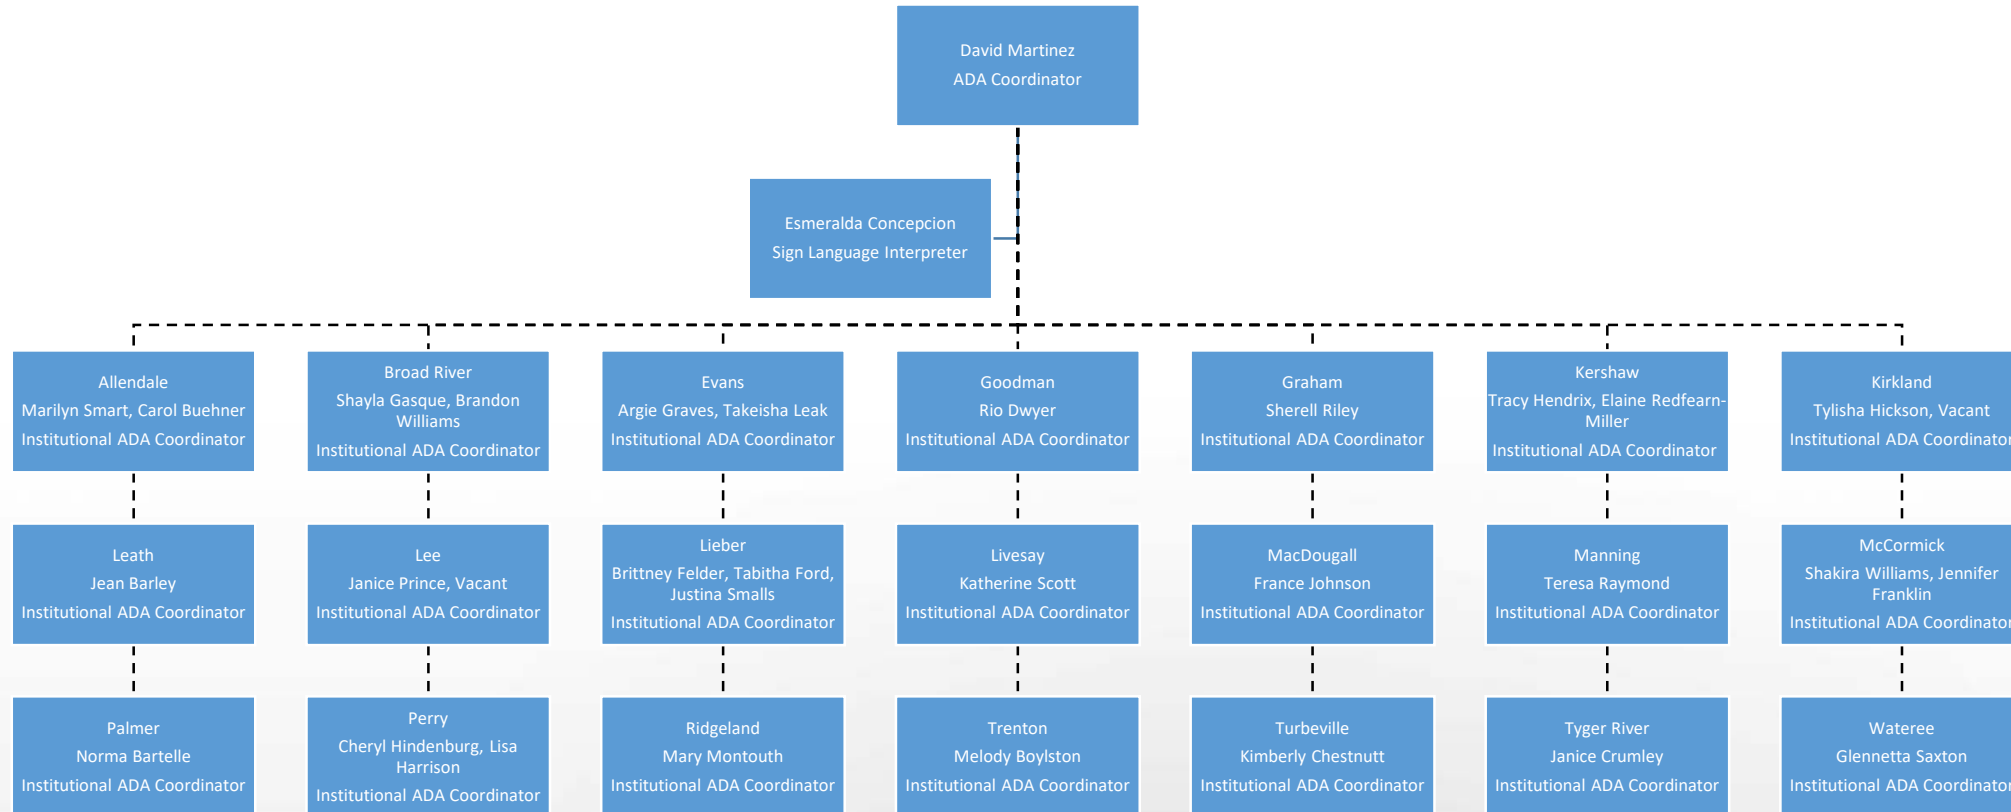 David Martinez
ADA Coordinator
Esmeralda Concepcion
Sign Language Interpreter
Allendale
Marilyn Smart, Carol Buehner
Institutional ADA Coordinator
Broad River
Shayla Gasque, Brandon
Williams
Institutional ADA Coordinator
Evans
Argie Graves, Takeisha Leak
Institutional ADA Coordinator
Goodman
Rio Dwyer
Institutional ADA Coordinator
Graham
Sherell Riley
Institutional ADA Coordinator
Kershaw
Tracy Hendrix, Elaine Redfearn-
Miller
Institutional ADA Coordinator
Kirkland
Tylisha Hickson, Vacant
Institutional ADA Coordinator
Leath
Jean Barley
Institutional ADA Coordinator
Lee
Janice Prince, Vacant
Institutional ADA Coordinator
Lieber
Brittney Felder, Tabitha Ford,
Justina Smalls
Institutional ADA Coordinator
Livesay
Katherine Scott
Institutional ADA Coordinator
MacDougall
France Johnson
Institutional ADA Coordinator
Manning
Teresa Raymond
Institutional ADA Coordinator
McCormick
Shakira Williams, Jennifer
Franklin
Institutional ADA Coordinator
Palmer
Norma Bartelle
Institutional ADA Coordinator
Perry
Cheryl Hindenburg, Lisa
Harrison
Institutional ADA Coordinator
Ridgeland
Mary Montouth
Institutional ADA Coordinator
Trenton
Melody Boylston
Institutional ADA Coordinator
Turbeville
Kimberly Chestnutt
Institutional ADA Coordinator
Tyger River
Janice Crumley
Institutional ADA Coordinator
Wateree
Glennetta Saxton
Institutional ADA Coordinator